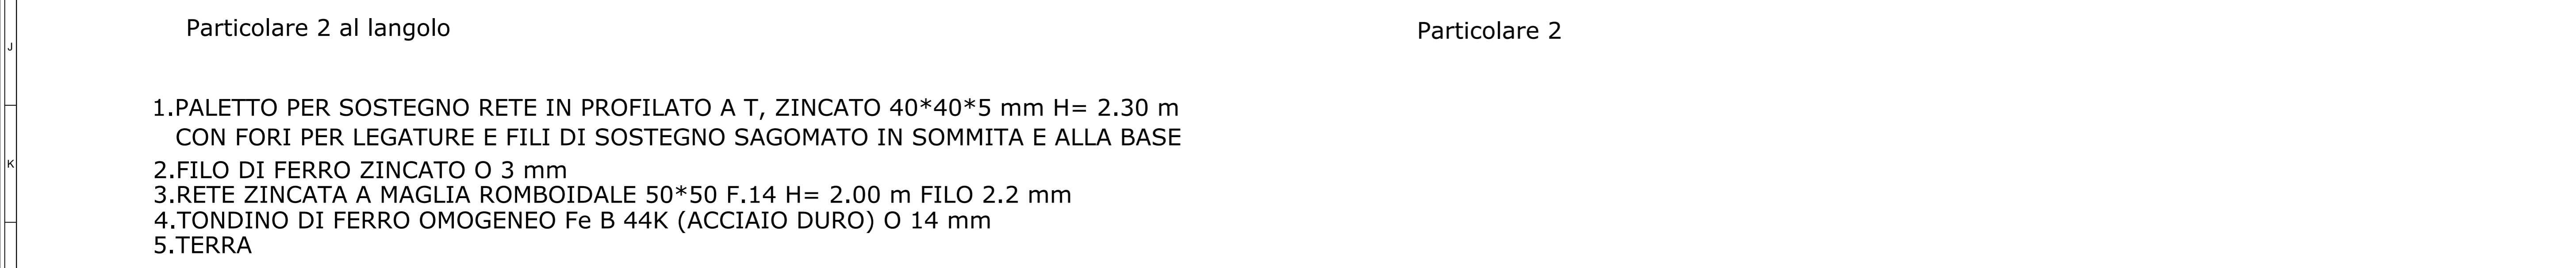 Particolare 2 al langolo
Particolare 2
J
1.PALETTO PER SOSTEGNO RETE IN PROFILATO A T, ZINCATO 40*40*5 mm H= 2.30 m
CON FORI PER LEGATURE E FILI DI SOSTEGNO SAGOMATO IN SOMMITA E ALLA BASE
K
2.FILO DI FERRO ZINCATO O 3 mm
3.RETE ZINCATA A MAGLIA ROMBOIDALE 50*50 F.14 H= 2.00 m FILO 2.2 mm
4.TONDINO DI FERRO OMOGENEO Fe B 44K (ACCIAIO DURO) O 14 mm
5.TERRA